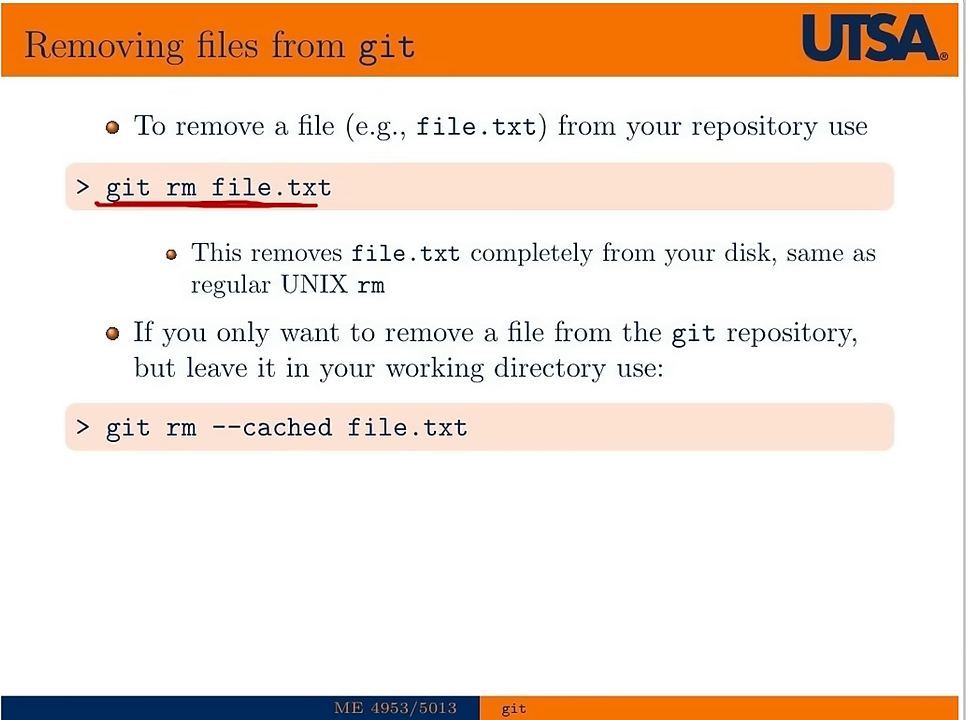 Removing files from git
UTSA®
To remove a file (e.g., file.txt) from your repository use
> git rm file.txt
This removes file.txt completely from your disk, same as
regular UNIX rm
If you only want to remove a file from the git repository,
but leave it in your working directory use:
> git rm --cached file.txt
ME 4953/5013
git